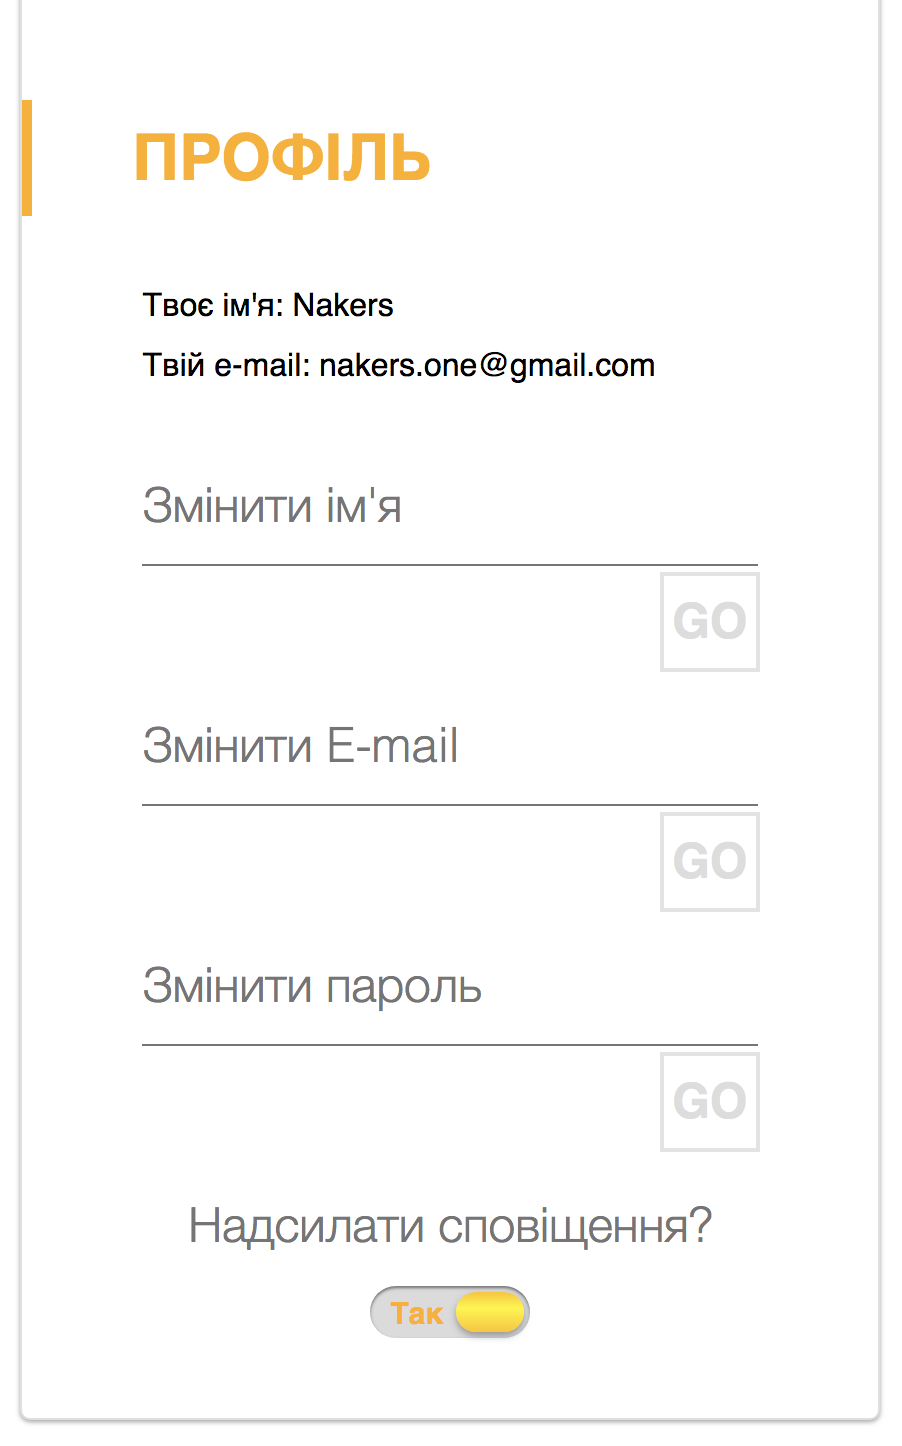 ПРОФІЛЬ
Твоє ім'я: Nakers
Твій e-mail: nakers.one@gmail.com
Змінити ім'я
GO
Змінити E-mail
GO
Змінити пароль
GO
Надсилати сповіщення?
Так